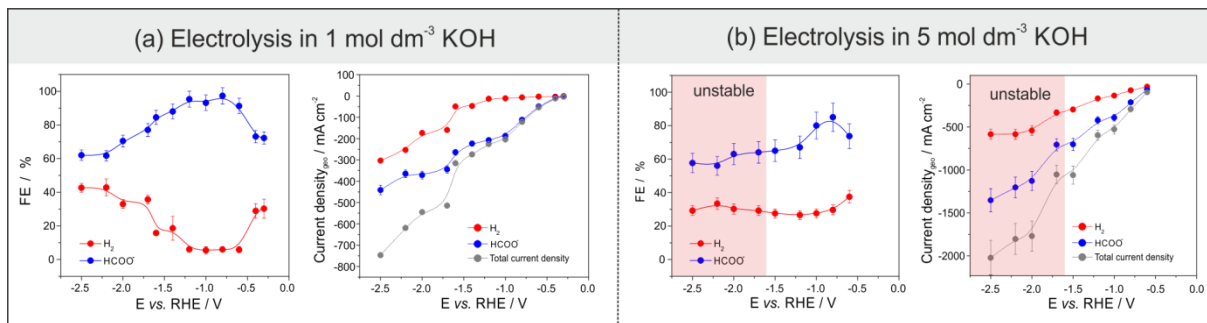 (a) Electrolysis in 1 mol dm⁻³ KOH
(b) Electrolysis in 5 mol dm⁻³ KOH
FE / %
100
80
60
40
20
0
H₂
HCOO⁻
-2.5 -2.0 -1.5 -1.0 -0.5 0.0
E vs. RHE / V
Current density geo / mA cm⁻²
100
0
-100
-200
-300
-400
-500
-600
-700
-800
H₂
HCOO⁻
Total current density
-2.5 -2.0 -1.5 -1.0 -0.5 0.0
E vs. RHE / V
unstable
FE / %
100
80
60
40
20
0
H₂
HCOO⁻
-2.5 -2.0 -1.5 -1.0 -0.5 0.0
E vs. RHE / V
unstable
Current density geo / mA cm⁻²
0
-500
-1000
-1500
-2000
H₂
HCOO⁻
Total current density
-2.5 -2.0 -1.5 -1.0 -0.5 0.0
E vs. RHE / V